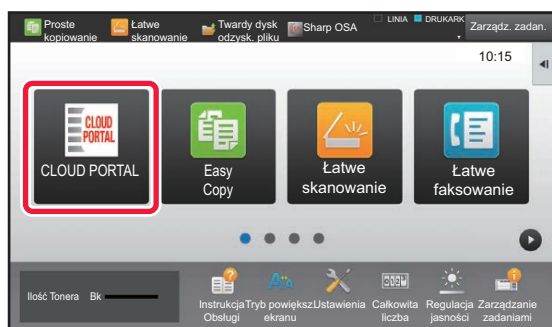 Proste kopiowanie
Łatwe skanowanie
Twardy dysk odzysk. pliku
Sharp OSA
LINIA
DRUKARK
Zarządz. zadan.
10:15
CLOUD PORTAL
CLOUD PORTAL
Easy
Copy
Łatwe
skanowanie
Łatwe
faksowanie
Ilość Tonera Bk
Instrukcja
Obsługi
Tryb powiększ
ekranu
Ustawienia
Całkowita
liczba
Regulacja
jasności
Zarządzanie
zadaniami